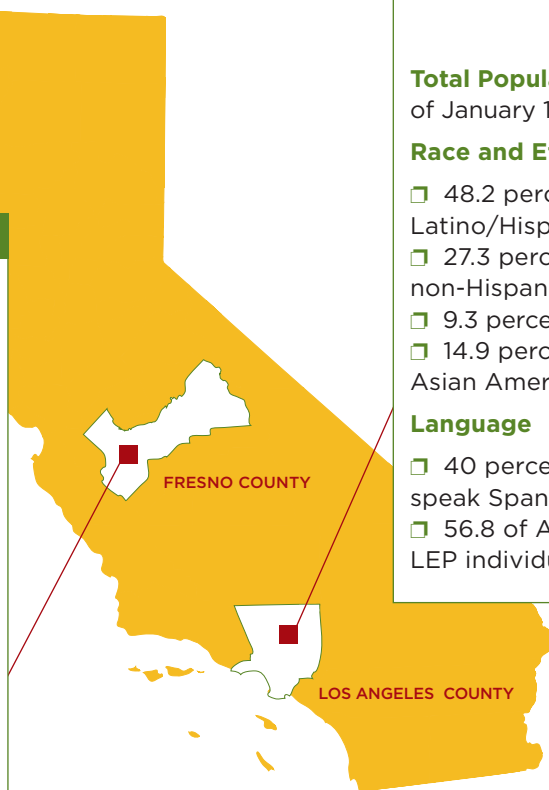 Total Popul
of January 1
Race and E
48.2 perc
Latino/Hisp
27.3 perc
non-Hispan
9.3 perce
14.9 perc
Asian Amer
Language
40 perce
speak Span
56.8 of A
LEP individ
FRESNO COUNTY
LOS ANGELES COUNTY